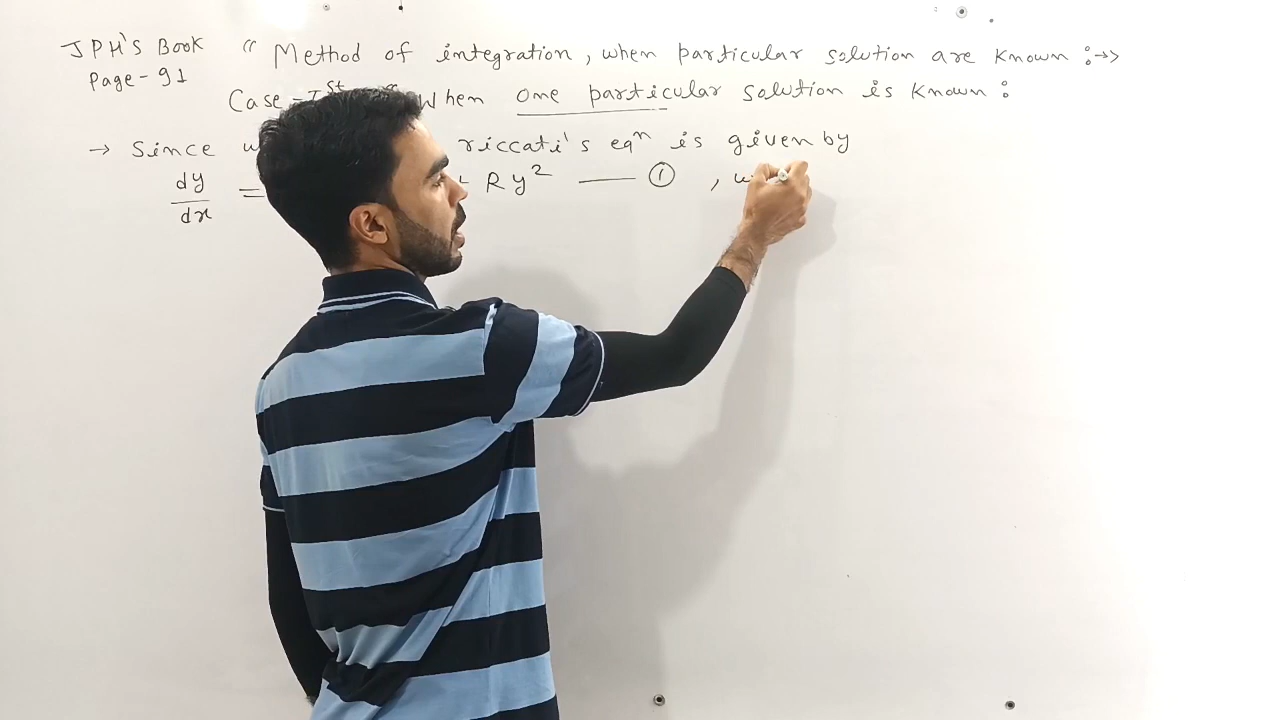 JPH'S Book " Method of integration, when particular solution are known :→
Page-91
Case-Ist When One particular Solution is known :
→ Since riccati's eqn is given by
dy/dx = Ry² —— ①,